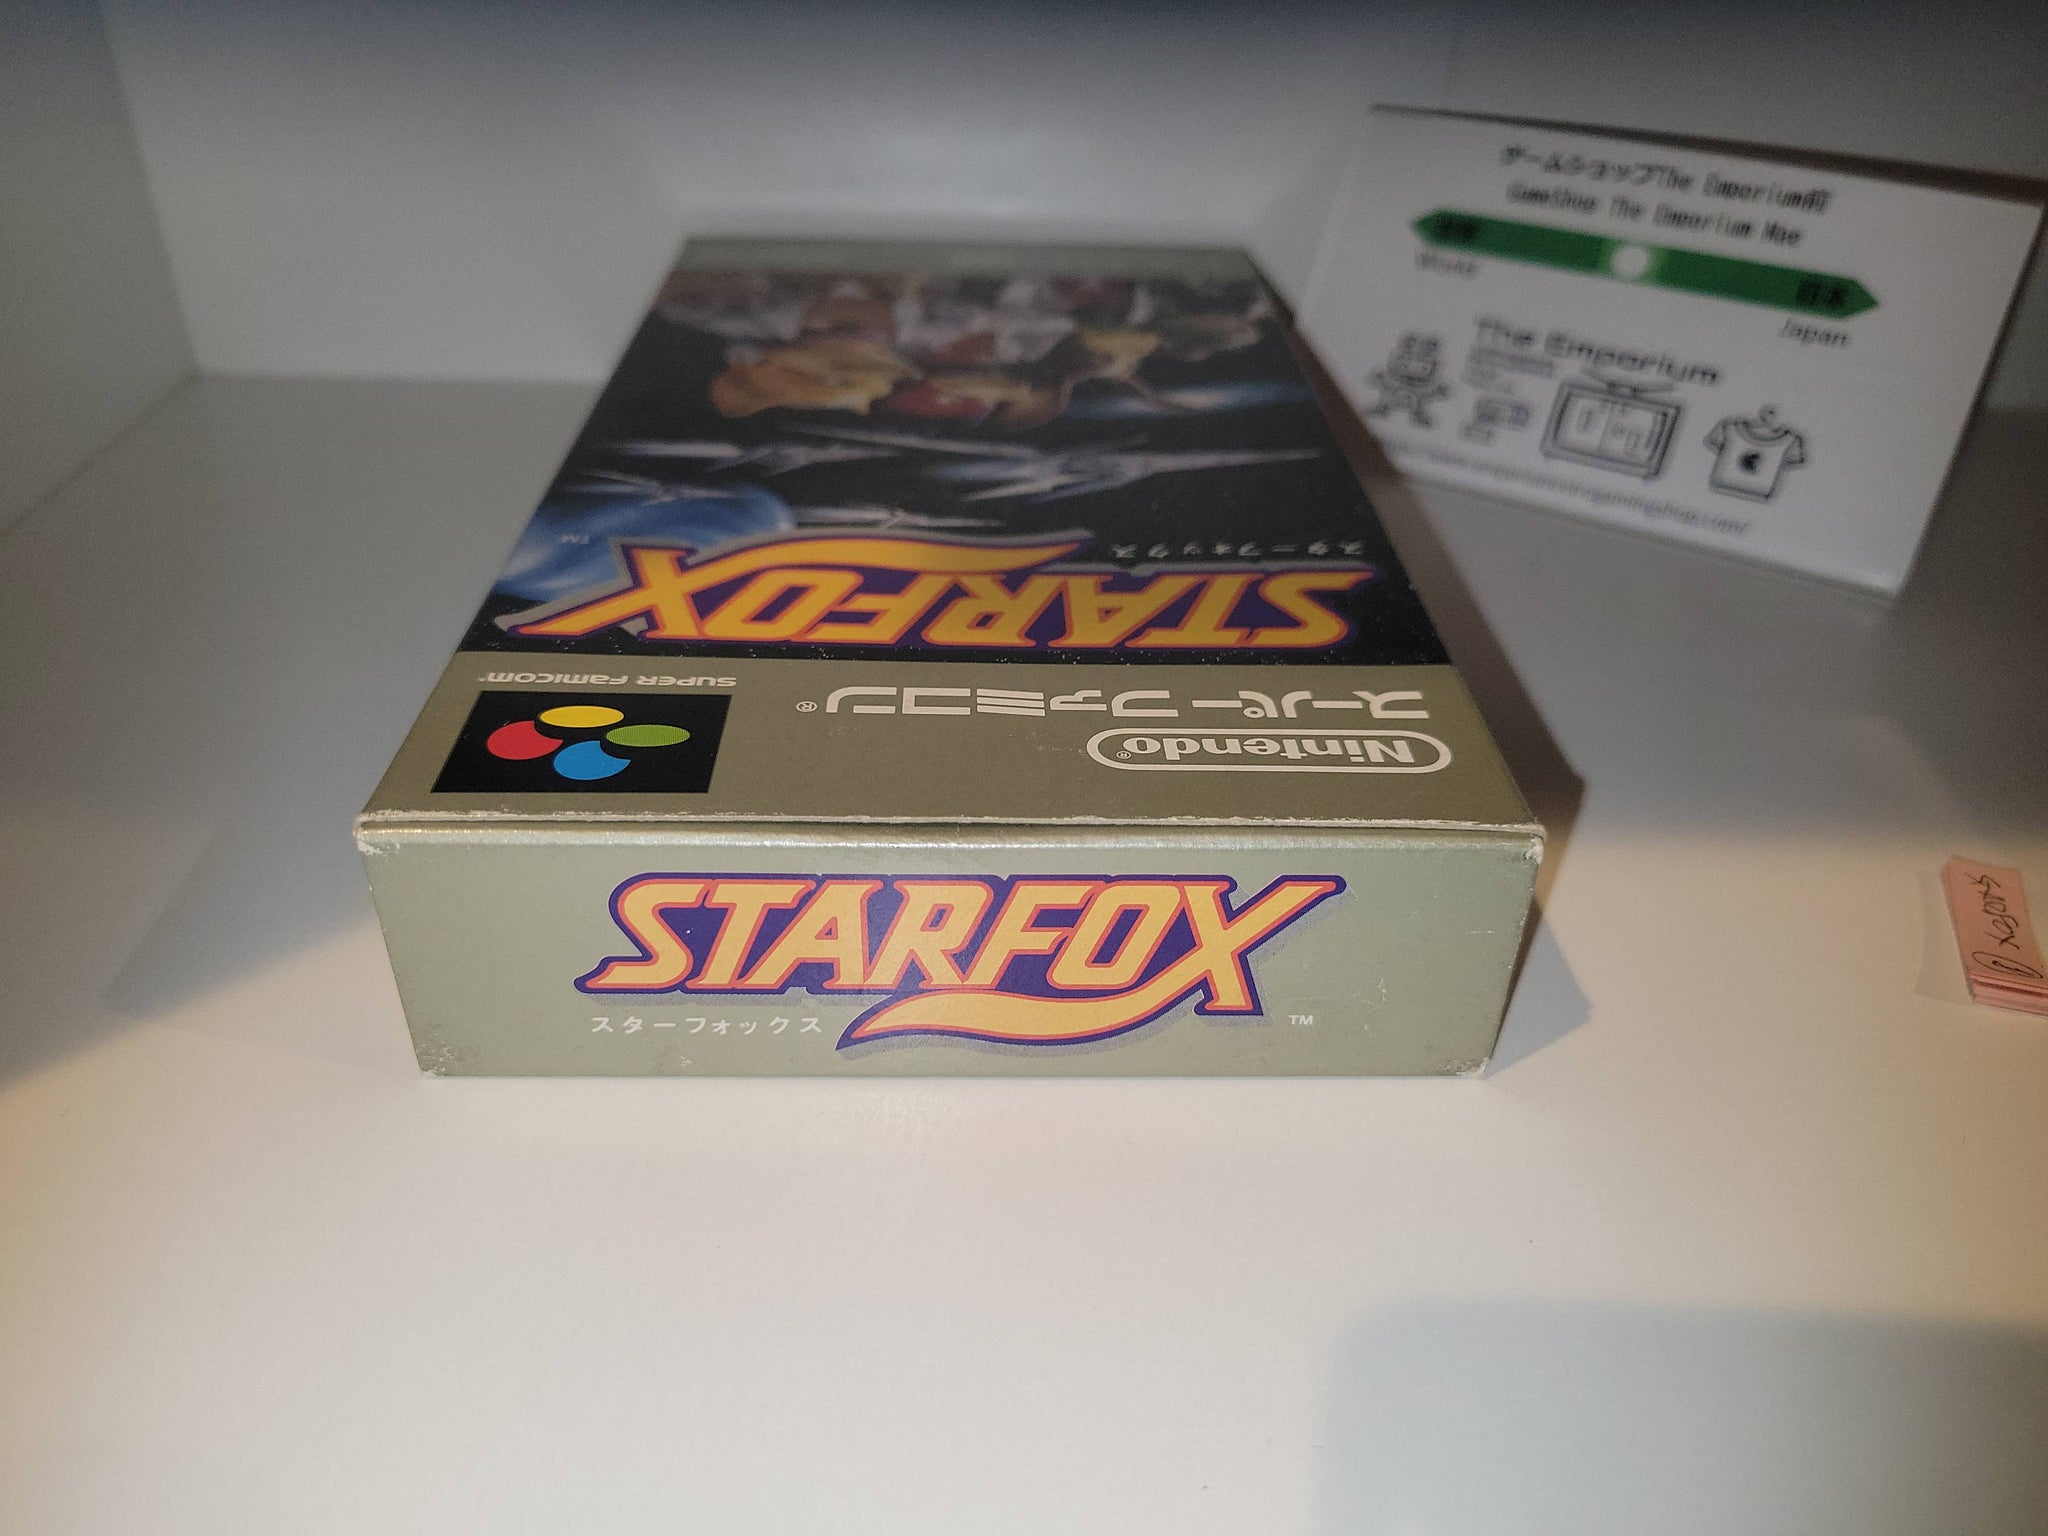 ゲームショップThe Emporium前
GameShop The Emporium Mae
World
日本
Japan
The Emporium
スターフォックス
STARFOX
TM
スーパーファミコン®
SUPER FAMICOM
Nintendo®
STARFOX
スターフォックス
TM